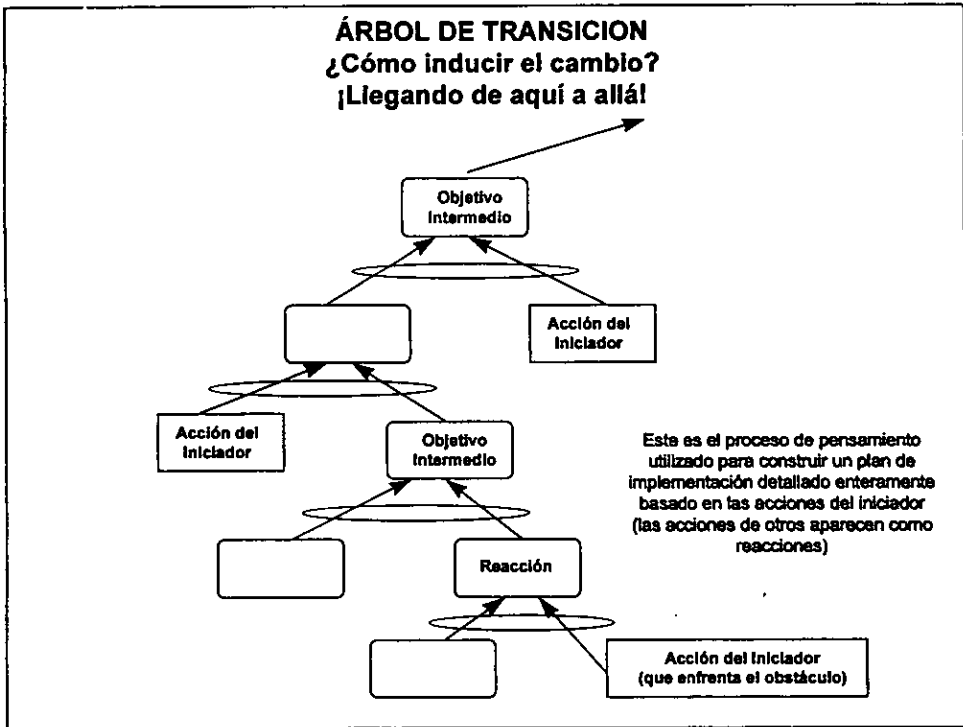 ÁRBOL DE TRANSICION
¿Cómo inducir el cambio?
¡Llegando de aquí a allá!
Objetivo
Intermedio
Acción del
Iniciador
Acción del
Iniciador
Objetivo
Intermedio
Este es el proceso de pensamiento
utilizado para construir un plan de
implementación detallado enteramente
basado en las acciones del iniciador
(las acciones de otros aparecen como
reacciones)
Reacción
Acción del Iniciador
(que enfrenta el obstáculo)